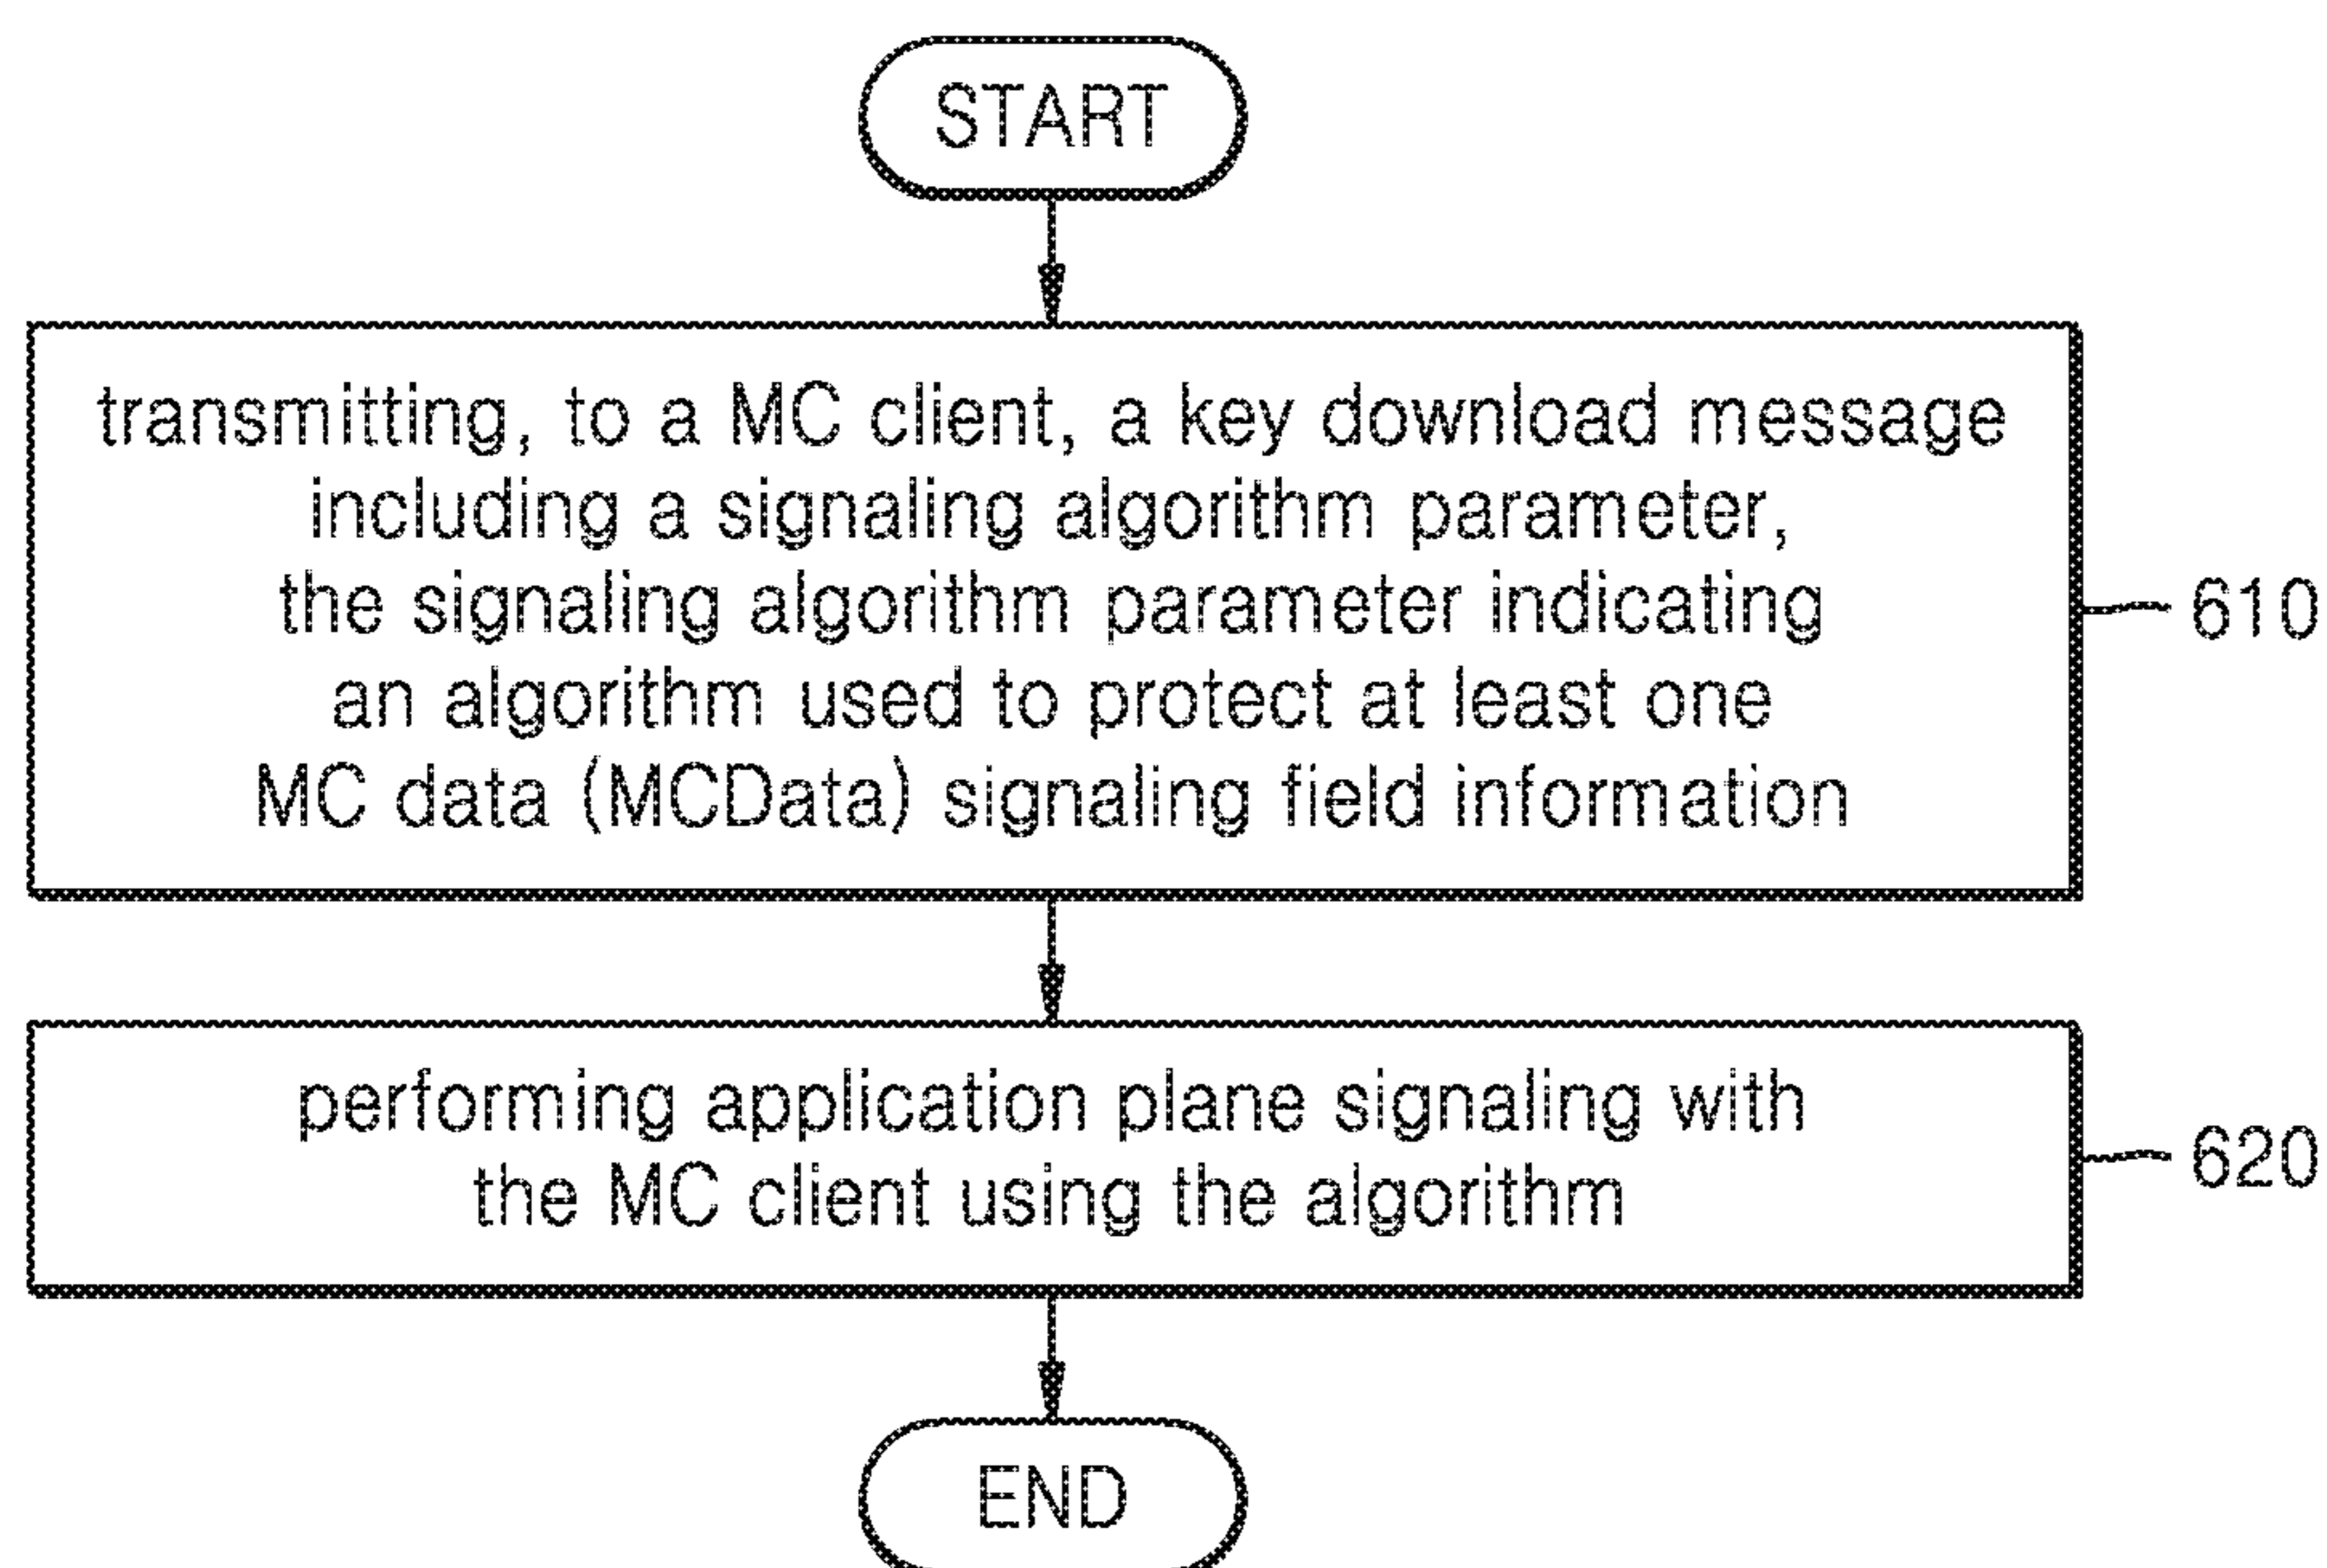 START
transmitting, to a MC client, a key download message
including a signaling algorithm parameter,
the signaling algorithm parameter indicating
an algorithm used to protect at least one
MC data (MCData) signaling field information
610
performing application plane signaling with
the MC client using the algorithm
620
END